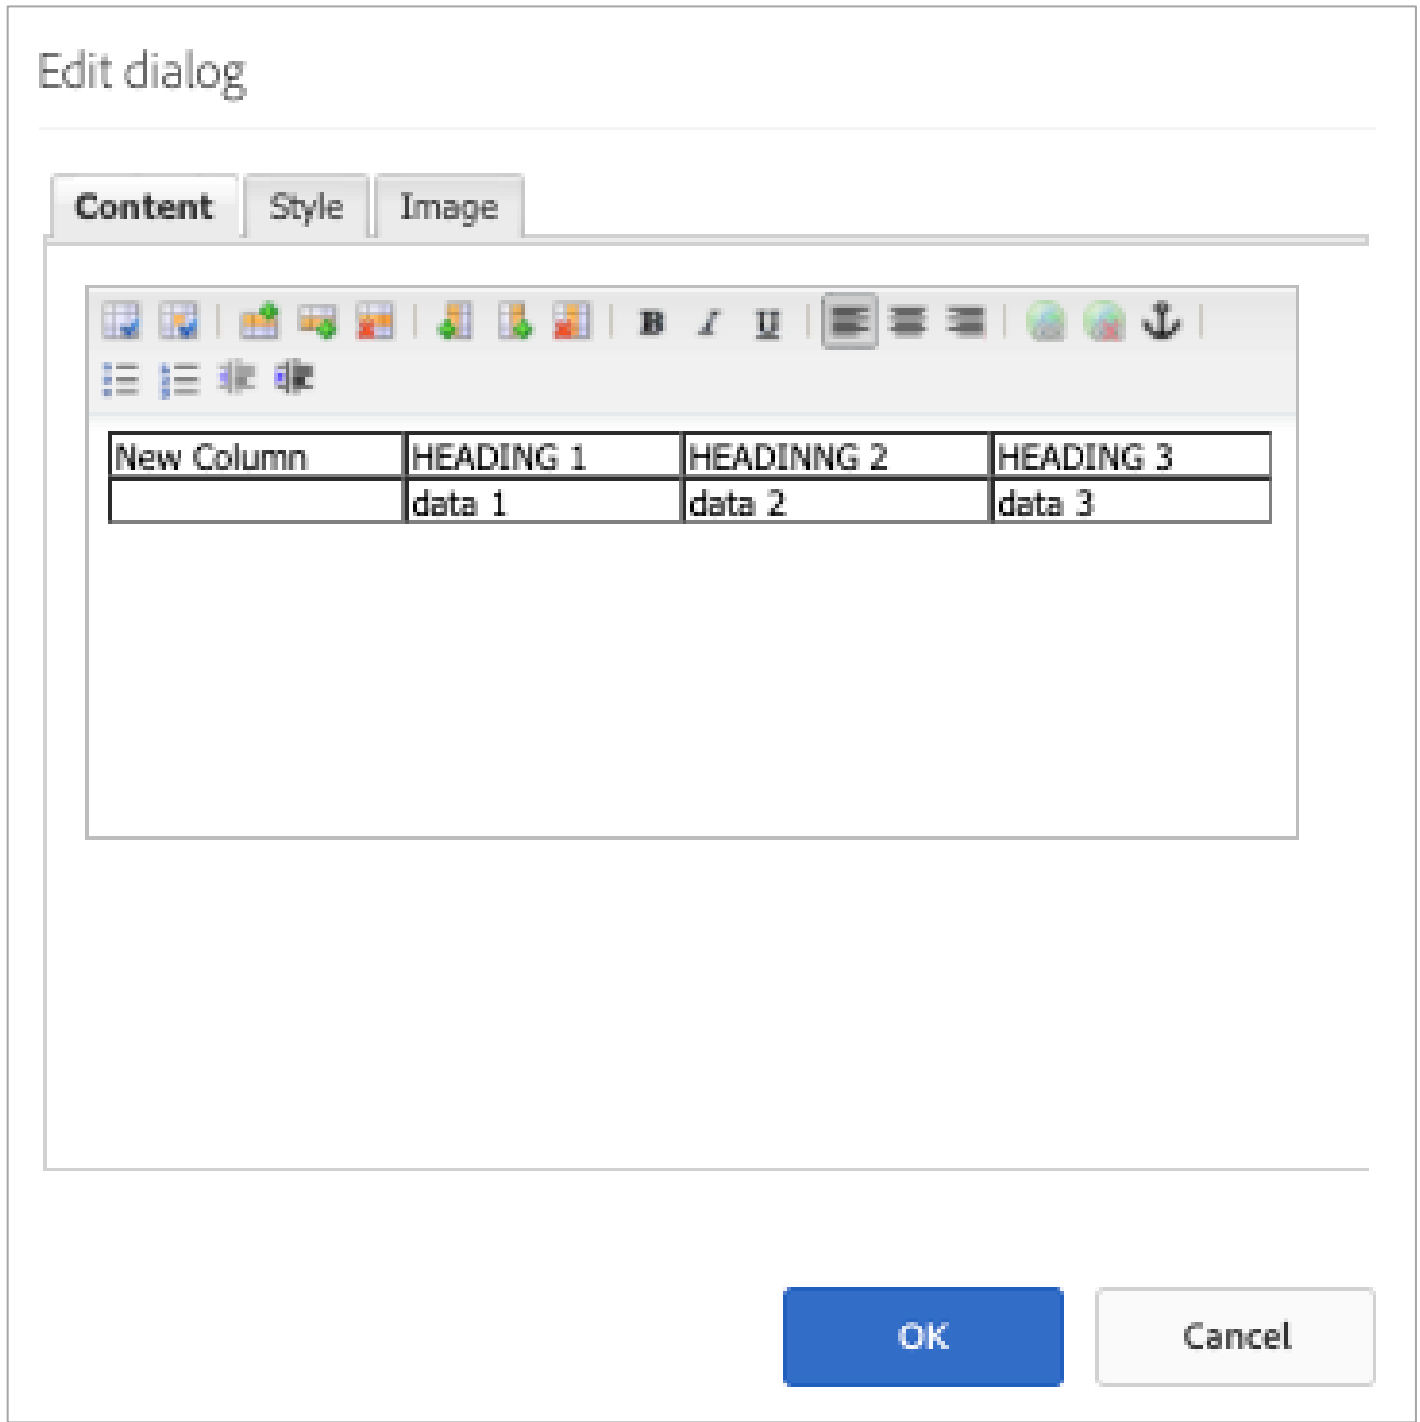 Edit dialog
Content Style Image
B I U
New Column HEADING 1 HEADINNG 2 HEADING 3
data 1 data 2 data 3
OK Cancel